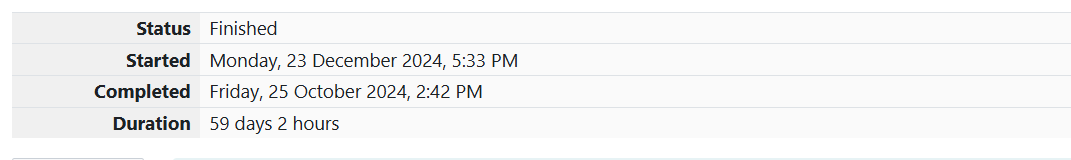 Status Finished
Started Monday, 23 December 2024, 5:33 PM
Completed Friday, 25 October 2024, 2:42 PM
Duration 59 days 2 hours